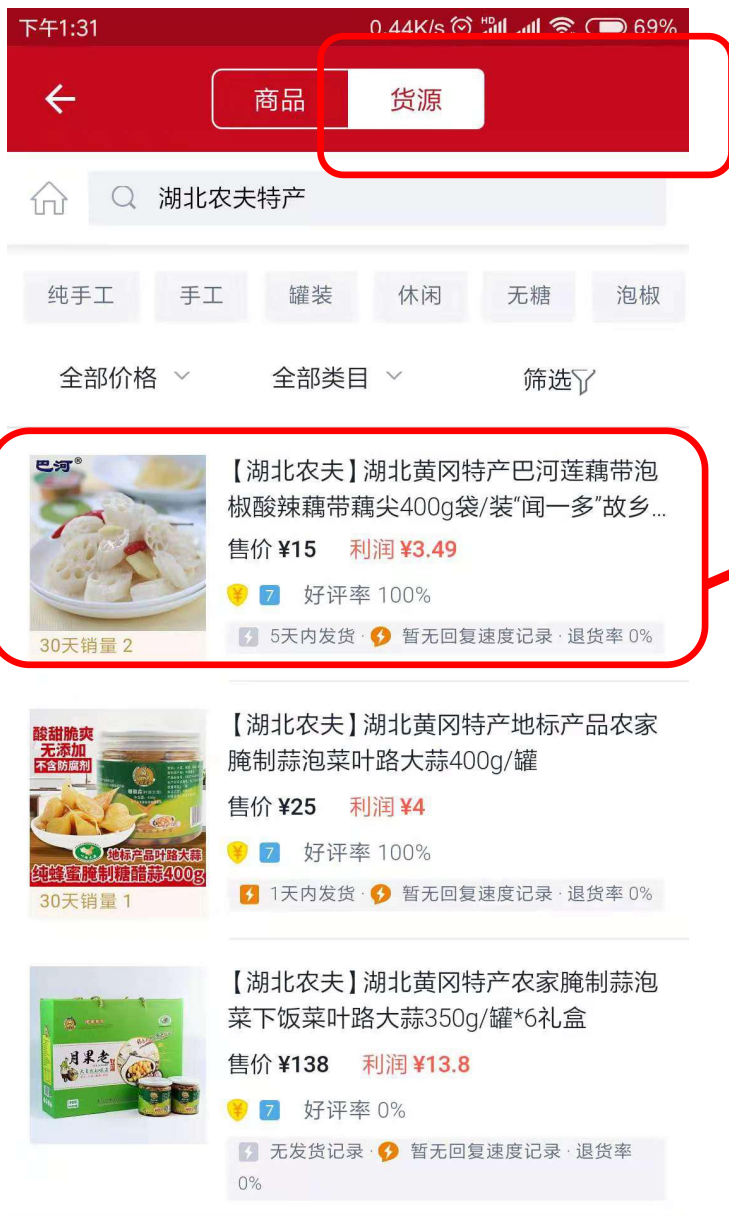 下午1:31
0.44K/s
HD
69%
商品
货源
湖北农夫特产
纯手工
手工
罐装
休闲
无糖
泡椒
全部价格
全部类目
筛选
巴河®
【湖北农夫】湖北黄冈特产巴河莲藕带泡
椒酸辣藕带藕尖400g袋/装“闻一多”故乡...
售价 ¥15 利润 ¥3.49
¥ 7 好评率 100%
30天销量 2
5天内发货 · 暂无回复速度记录 · 退货率 0%
【湖北农夫】湖北黄冈特产地标产品农家
腌制蒜泡菜叶路大蒜400g/罐
酸甜脆爽
无添加
不含防腐剂
地标产品叶路大蒜
纯蜂蜜腌制糖醋蒜400g
售价 ¥25 利润 ¥4
¥ 7 好评率 100%
30天销量 1
1天内发货 · 暂无回复速度记录 · 退货率 0%
【湖北农夫】湖北黄冈特产农家腌制蒜泡
菜下饭菜叶路大蒜350g/罐*6礼盒
月果老
售价 ¥138 利润 ¥13.8
¥ 7 好评率 0%
无发货记录 · 暂无回复速度记录 · 退货率
0%